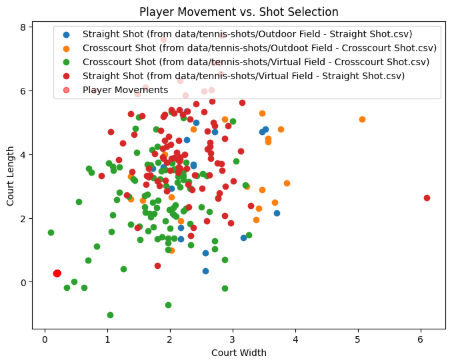 Player Movement vs. Shot Selection
8
Straight Shot (from data/tennis-shots/Outdoor Field - Straight Shot.csv)
Crosscourt Shot (from data/tennis-shots/Outdoor Field - Crosscourt Shot.csv)
Crosscourt Shot (from data/tennis-shots/Virtual Field - Crosscourt Shot.csv)
Straight Shot (from data/tennis-shots/Virtual Field - Straight Shot.csv)
Player Movements
6
Court Length
4
2
0
0 1 2 3 4 5 6
Court Width